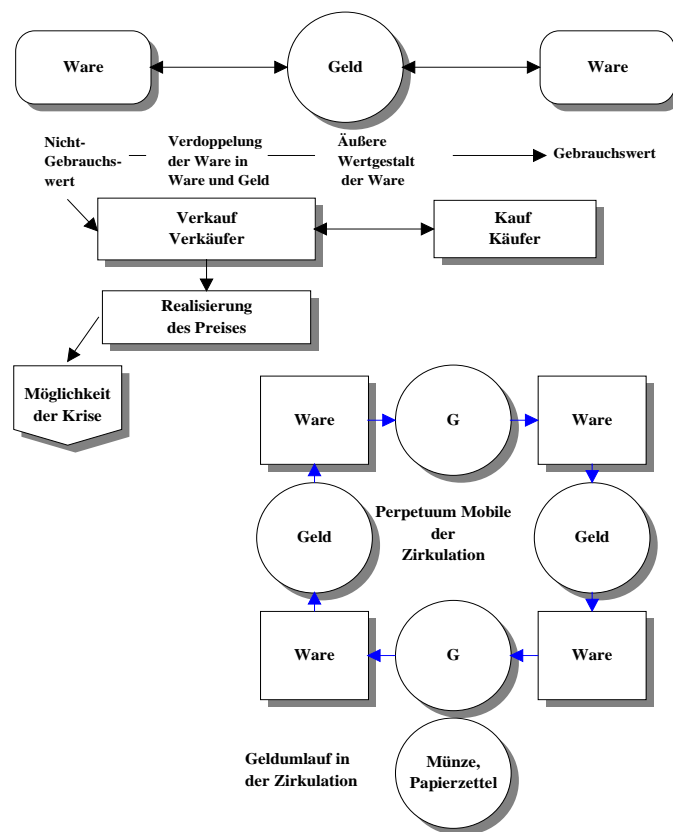 Ware
Geld
Ware
Nicht-
Gebrauchs-
wert
Verdoppelung
der Ware in
Ware und Geld
Äußere
Wertgestalt
der Ware
Gebrauchswert
Verkauf
Verkäufer
Kauf
Käufer
Realisierung
des Preises
Möglichkeit
der Krise
Ware
G
Ware
Geld
Perpetuum Mobile
der
Zirkulation
Geld
Ware
G
Ware
Geldumlauf in
der Zirkulation
Münze,
Papierzettel